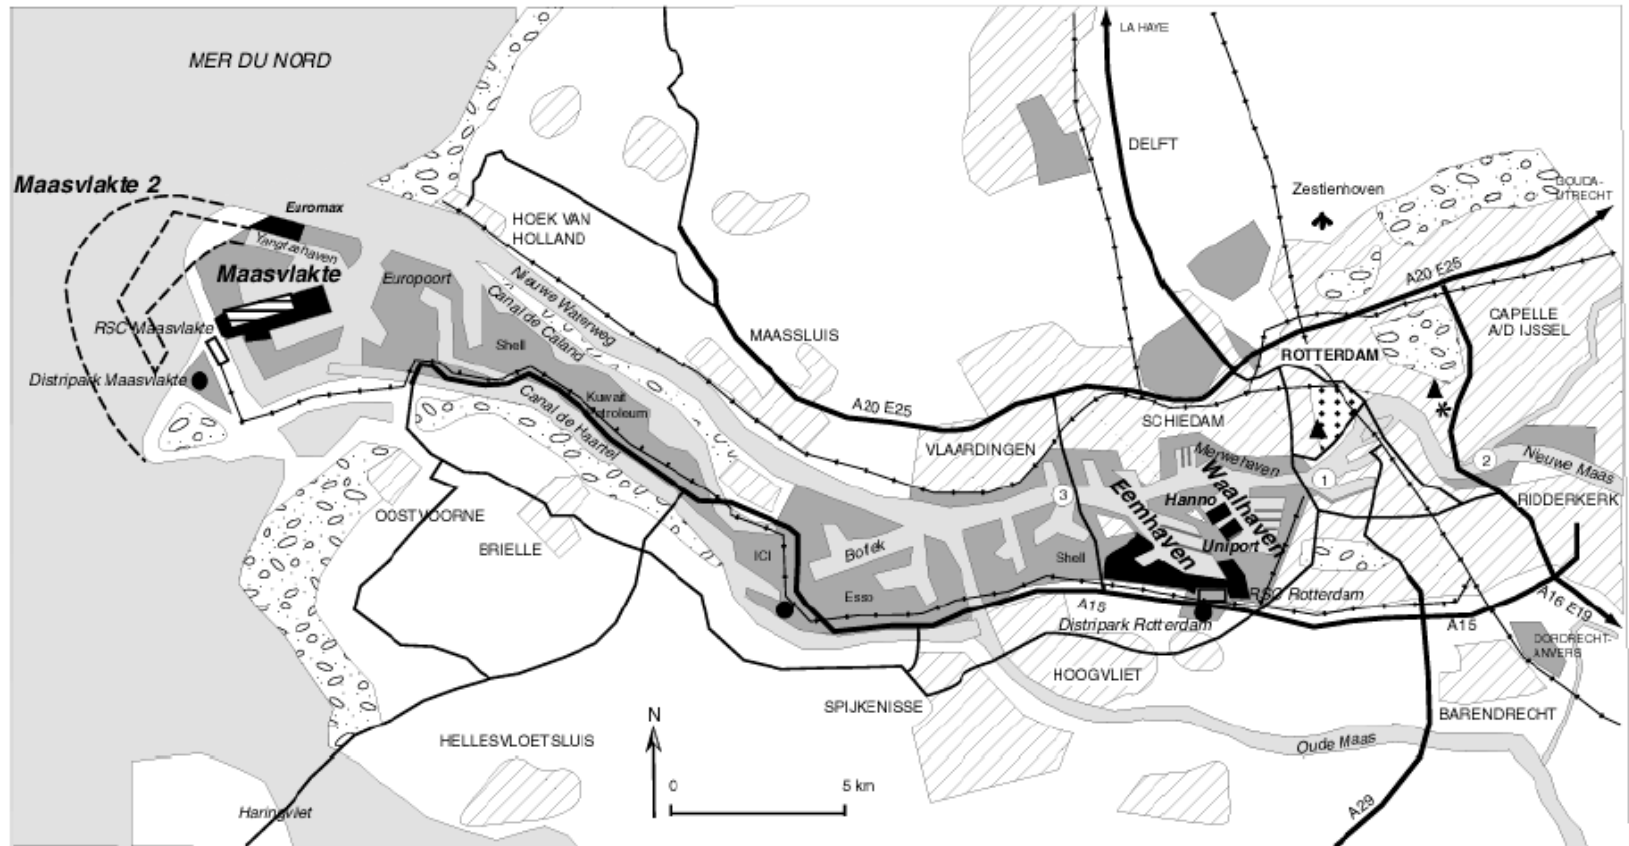 MER DU NORD
LA HAYE
DELFT
Maasvlakte 2
Zestienhoven
GOUDA-
UTRECHT
Euromax
HOEK VAN
HOLLAND
Yangtzehaven
Maasvlakte
Europoort
Nieuwe Waterweg
A20 E25
Canal de Caland
CAPELLE
A/D IJSSEL
RSC Maasvlakte
Shell
MAASSLUIS
ROTTERDAM
Distripark Maasvlakte
Kuwait
Petroleum
A20 E25
Canal de Hartel
SCHIEDAM
VLAARDINGEN
Merwehaven
Nieuwe Maas
2
1
3
Eemhaven
Hanno
Waalhaven
RIDDERKERK
OOSTVOORNE
BRIELLE
ICI
Botek
Shell
Uniport
Esso
A15
RSC Rotterdam
A16 E19
Distripark Rotterdam
A15
DORDRECHT-
ANVERS
HOOGVLIET
SPIJKENISSE
BARENDRECHT
N
HELLESVLOETSLUIS
Oude Maas
0
5 km
Haringvliet
A29